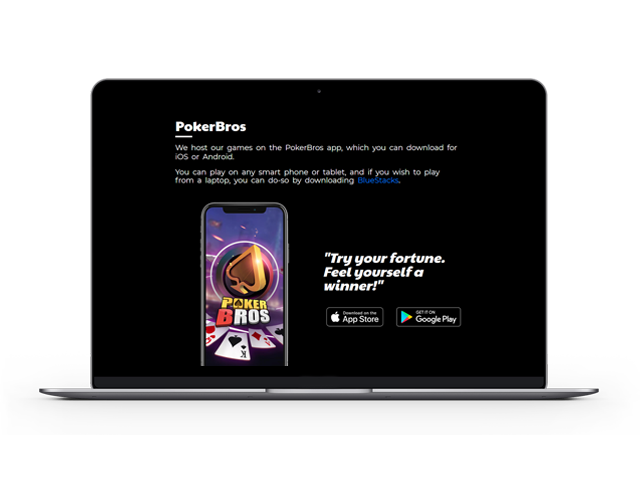 PokerBros
We host our games on the PokerBros app, which you can download for
iOS or Android.
You can play on any smart phone or tablet, and if you wish to play
from a laptop, you can do-so by downloading BlueStacks.
"Try your fortune.
Feel yourself a
winner!"
POKER
BROS
K
Download on the
App Store
GET IT ON
Google Play